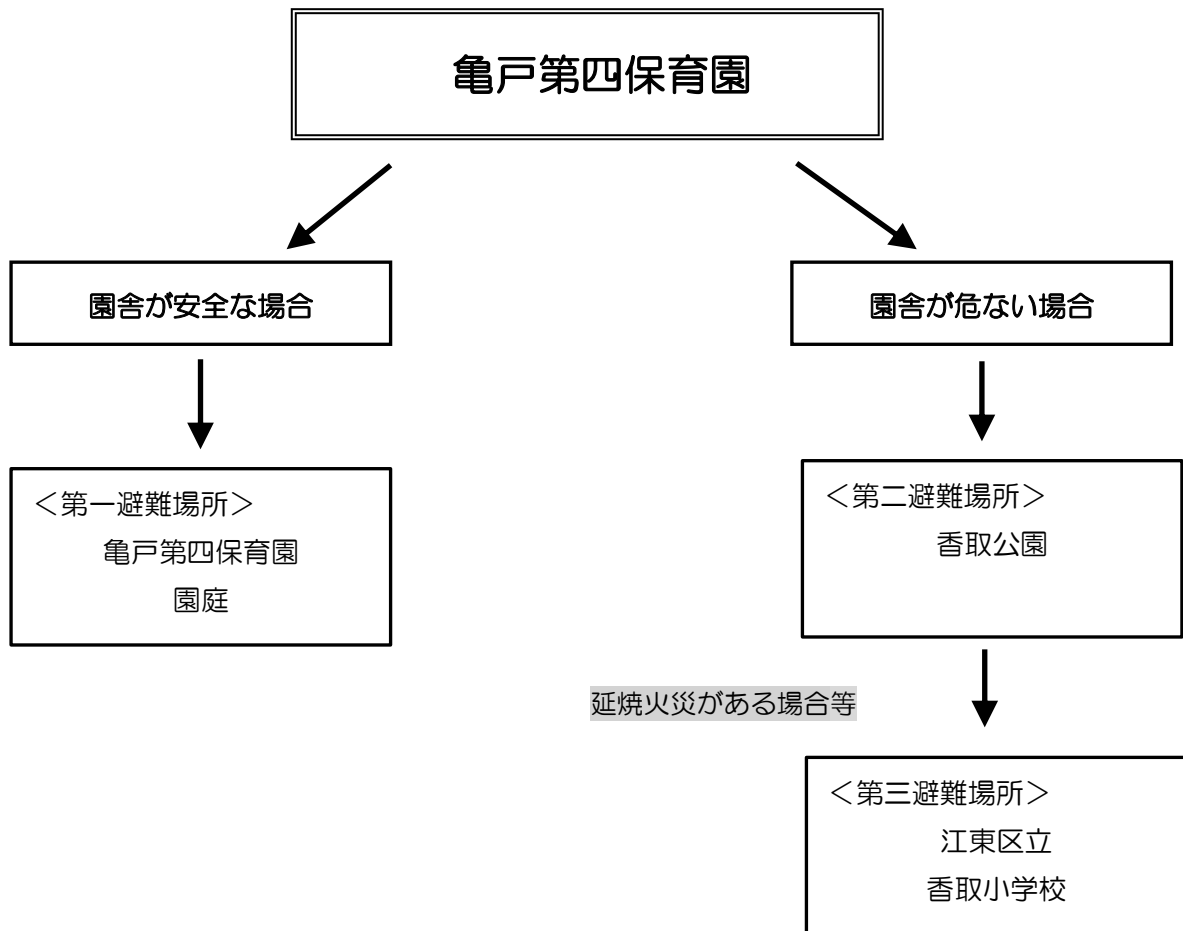 亀戸第四保育園
園舎が安全な場合
園舎が危ない場合
＜第一避難場所＞
亀戸第四保育園
園庭
＜第二避難場所＞
香取公園
延焼火災がある場合等
＜第三避難場所＞
江東区立
香取小学校